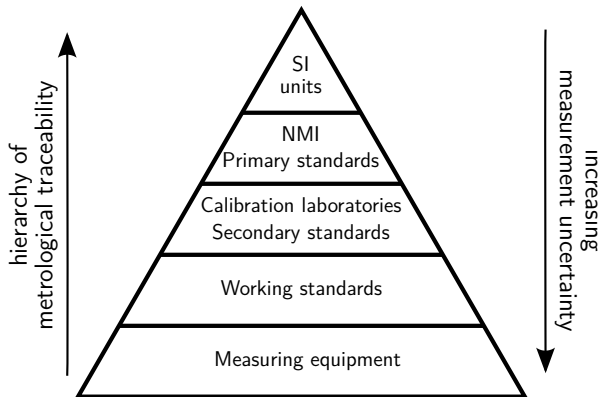 SI
units
NMI
Primary standards
Calibration laboratories
Secondary standards
Working standards
Measuring equipment
hierarchy of
metrological traceability
increasing
measurement uncertainty